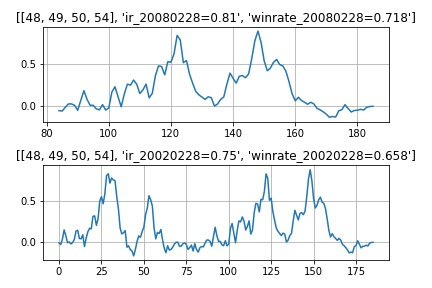 [[48, 49, 50, 54], 'ir_20080228=0.81', 'winrate_20080228=0.718']
0.5
0.0
80 100 120 140 160 180
[[48, 49, 50, 54], 'ir_20020228=0.75', 'winrate_20020228=0.658']
0.5
0.0
0 25 50 75 100 125 150 175